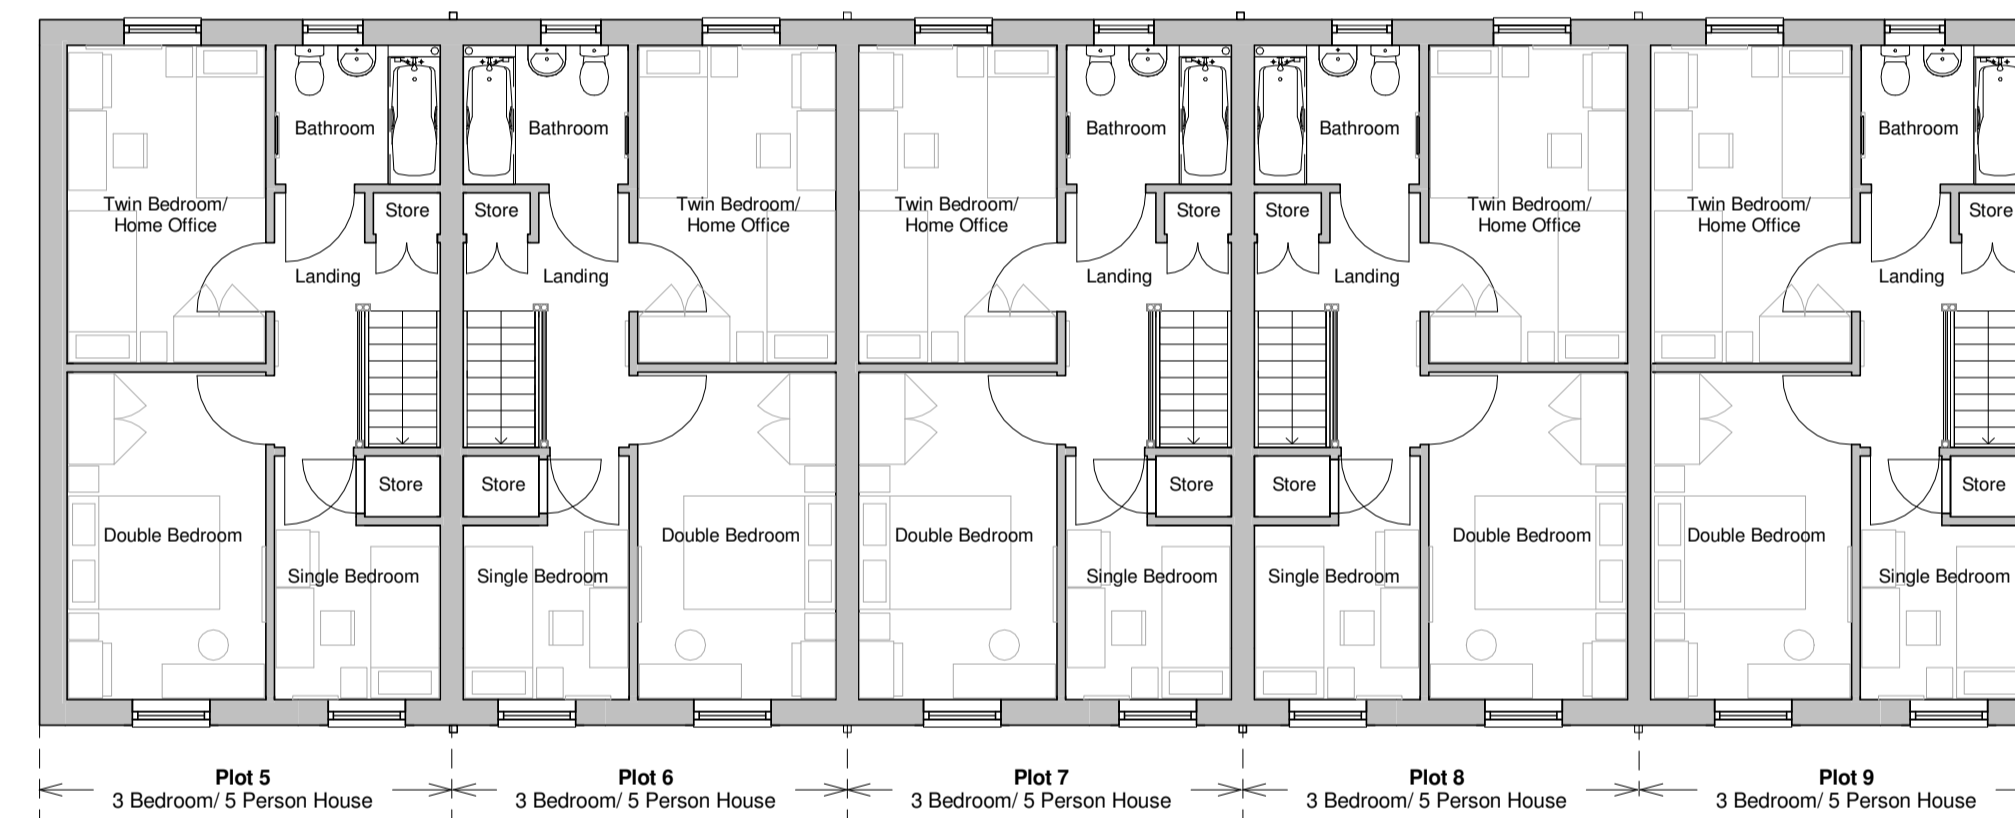 Bathroom
Bathroom
Bathroom
Bathroom
Bathroom
Twin Bedroom/
Home Office
Store
Store
Twin Bedroom/
Home Office
Twin Bedroom/
Home Office
Store
Store
Twin Bedroom/
Home Office
Twin Bedroom/
Home Office
Store
Landing
Landing
Landing
Landing
Landing
Store
Store
Store
Store
Store
Double Bedroom
Double Bedroom
Double Bedroom
Double Bedroom
Double Bedroom
Single Bedroom
Single Bedroom
Single Bedroom
Single Bedroom
Single Bedroom
Plot 5
3 Bedroom/ 5 Person House
Plot 6
3 Bedroom/ 5 Person House
Plot 7
3 Bedroom/ 5 Person House
Plot 8
3 Bedroom/ 5 Person House
Plot 9
3 Bedroom/ 5 Person House